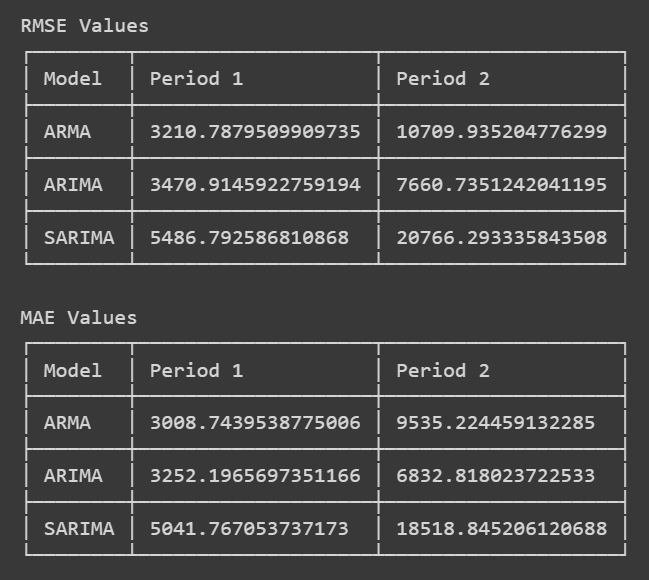 RMSE Values
Model Period 1 Period 2
ARMA 3210.7879509909735 10709.935204776299
ARIMA 3470.9145922759194 7660.7351242041195
SARIMA 5486.792586810868 20766.293335843508
MAE Values
Model Period 1 Period 2
ARMA 3008.7439538775006 9535.224459132285
ARIMA 3252.1965697351166 6832.818023722533
SARIMA 5041.767053737173 18518.845206120688